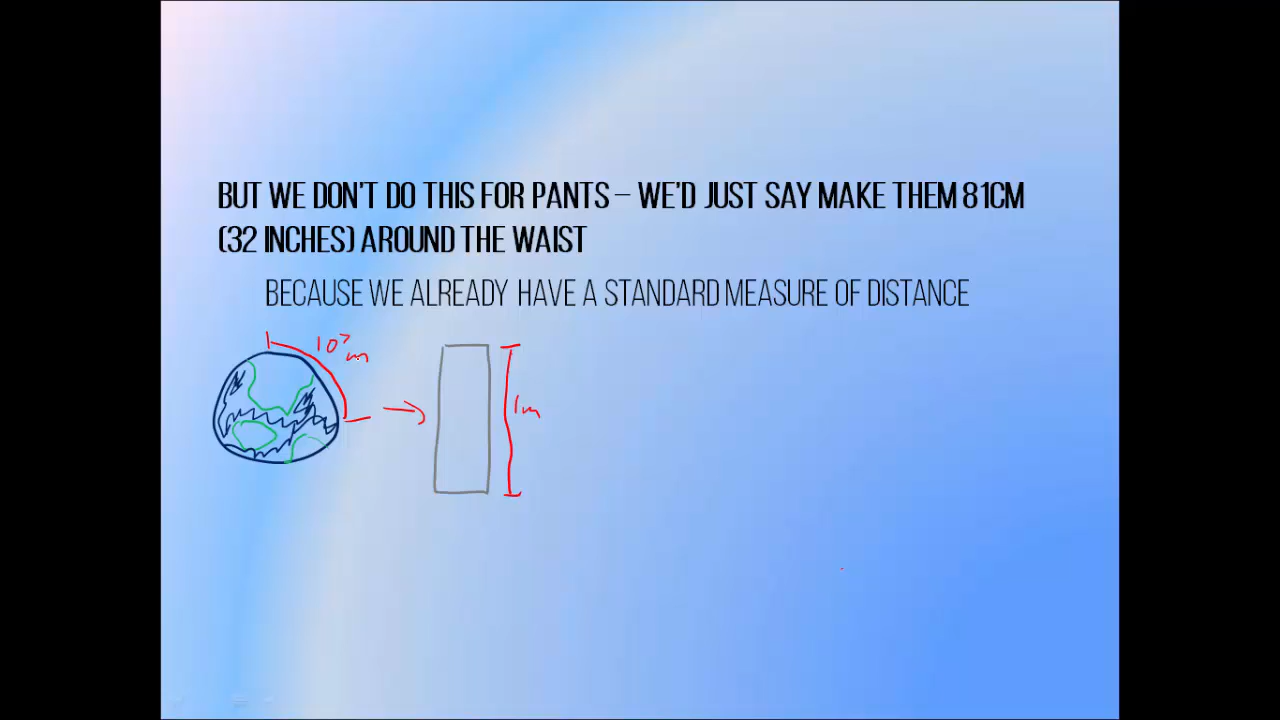 BUT WE DON'T DO THIS FOR PANTS – WE'D JUST SAY MAKE THEM 81CM
(32 INCHES) AROUND THE WAIST
BECAUSE WE ALREADY HAVE A STANDARD MEASURE OF DISTANCE
10⁷m
1m